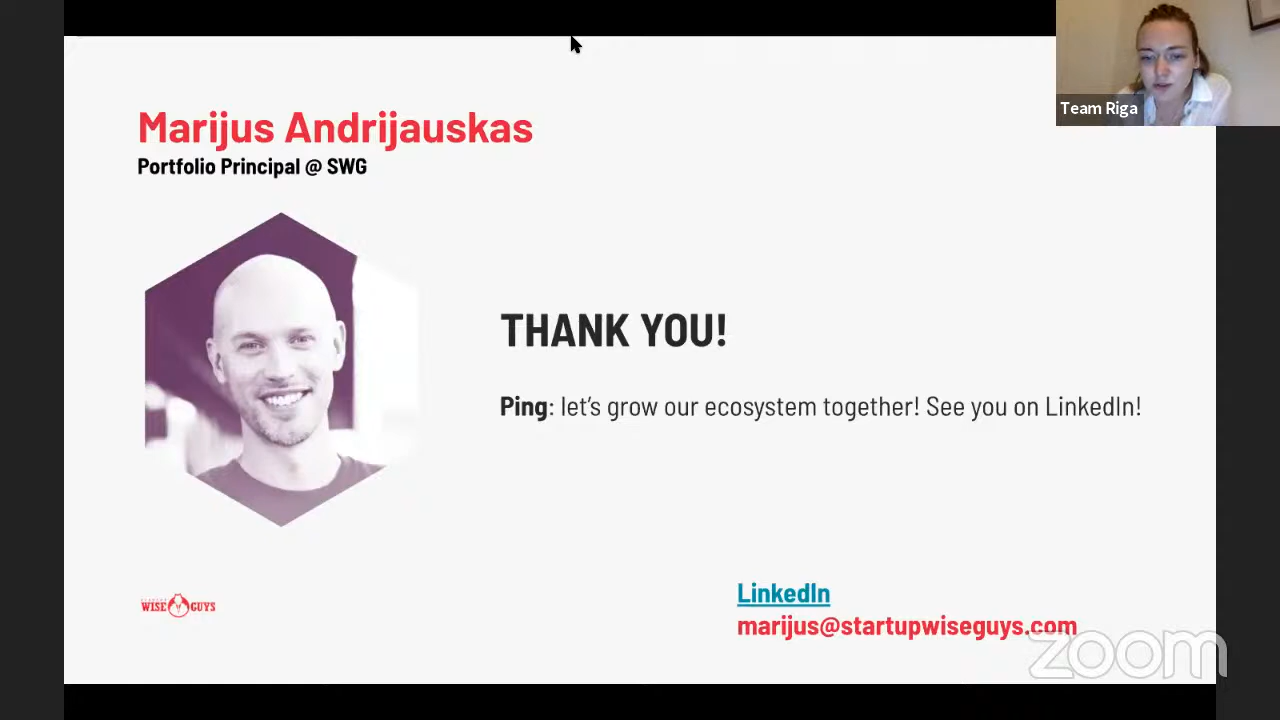 Team Riga
Marijus Andrijauskas
Portfolio Principal @ SWG
THANK YOU!
Ping: let's grow our ecosystem together! See you on LinkedIn!
WISE GUYS
LinkedIn
marijus@startupwiseguys.com
zoom